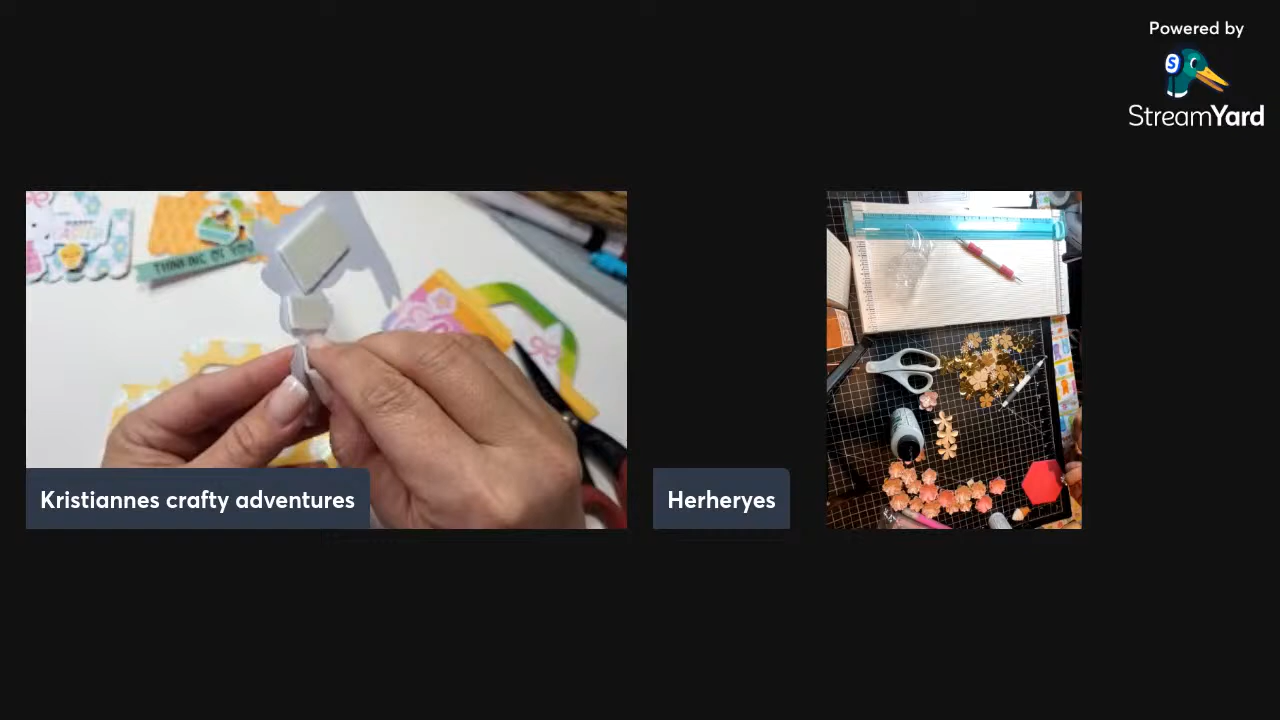 Powered by
S
StreamYard
THINKING OF YOU
Kristiannes crafty adventures
Herheryes